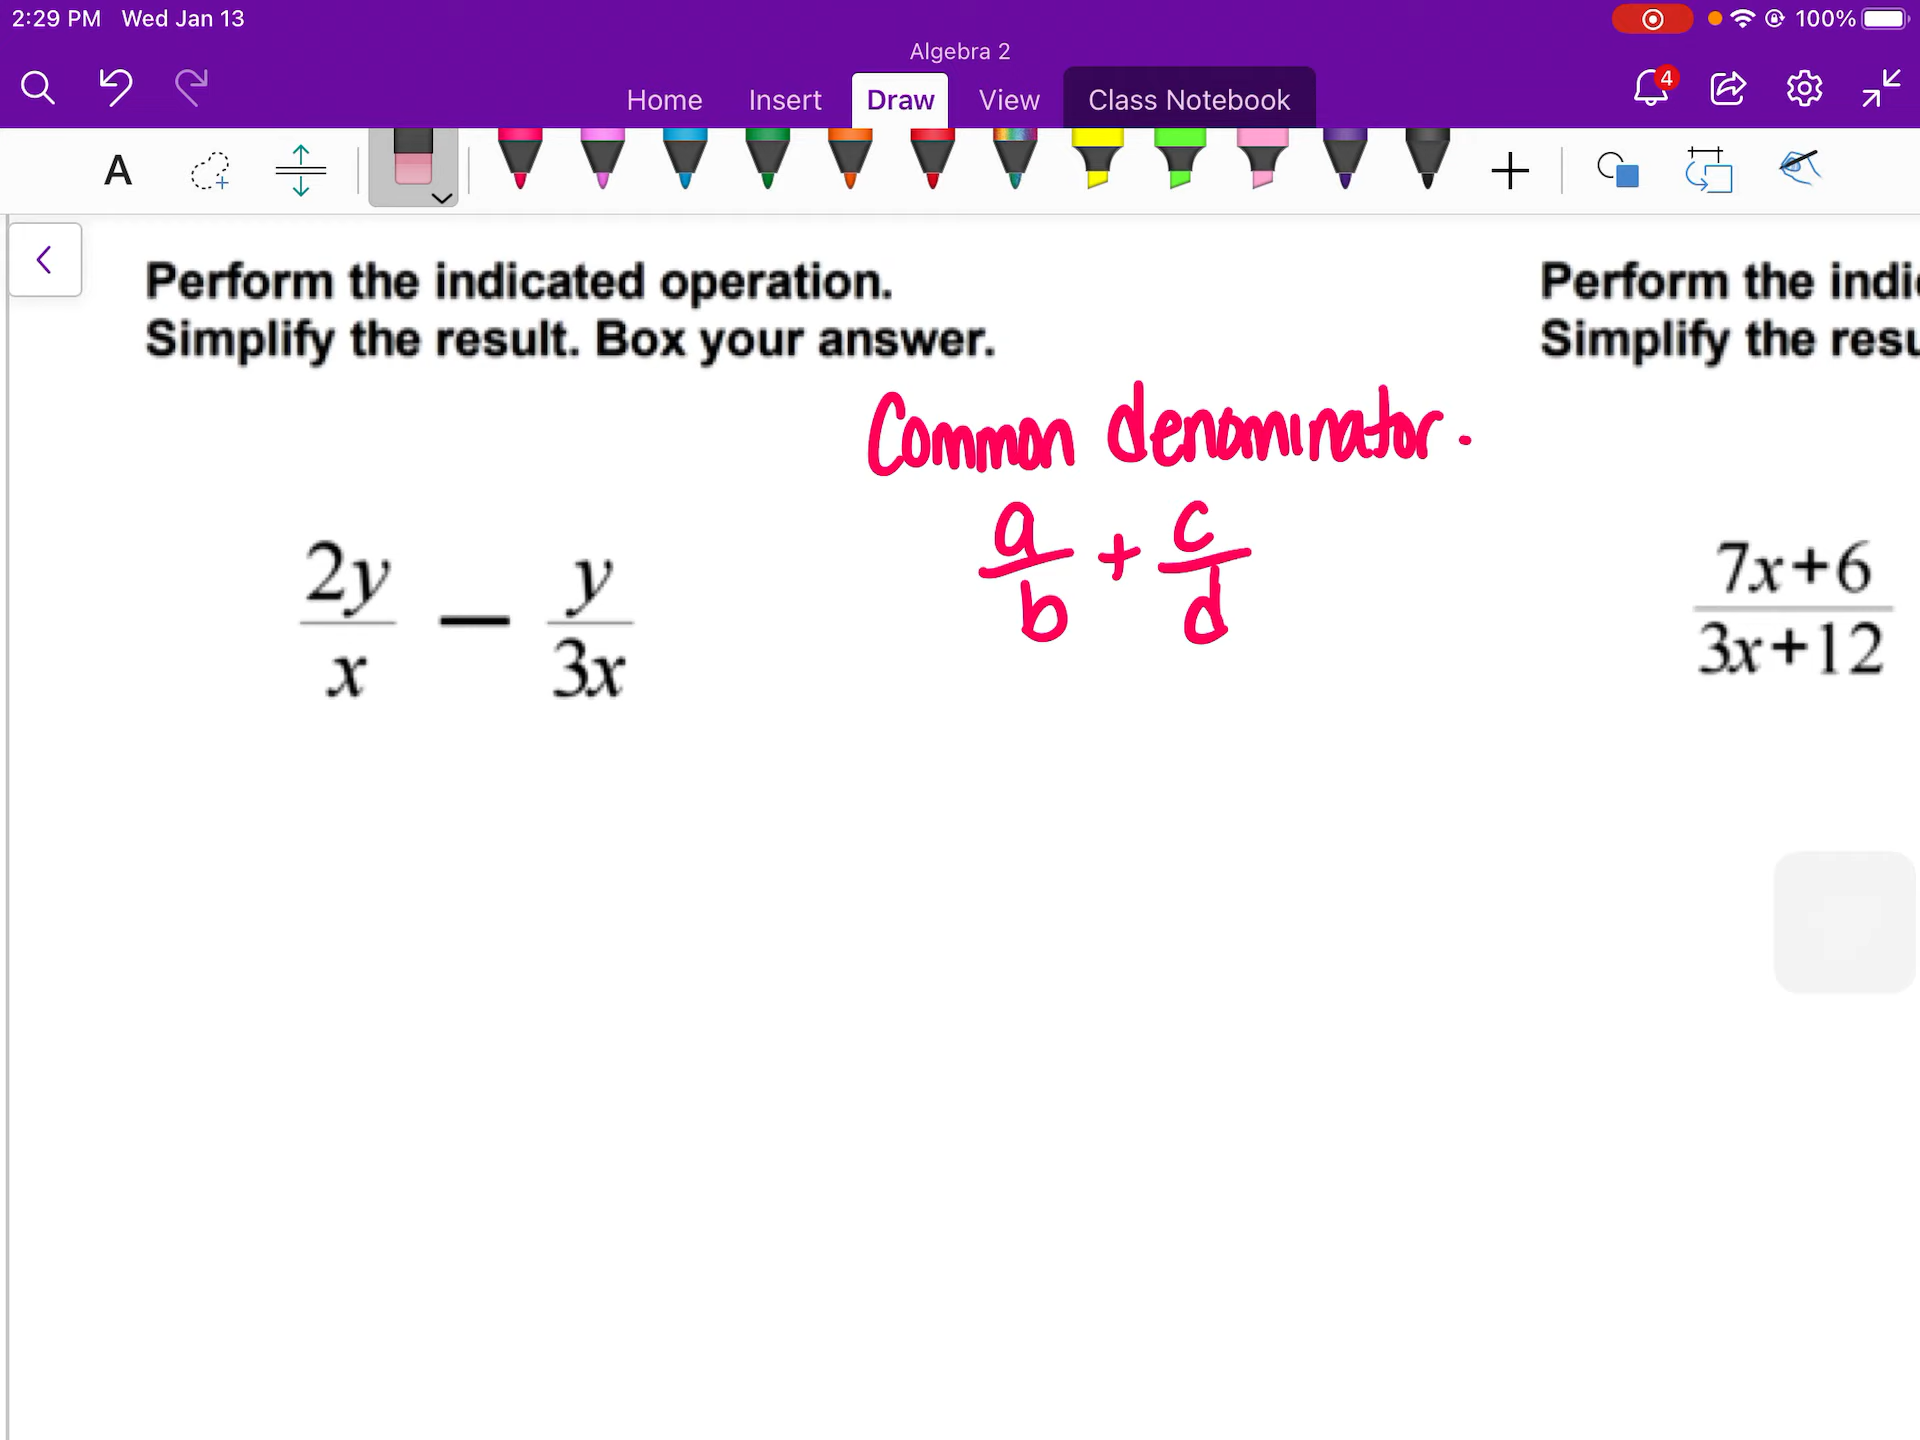 2:29 PM Wed Jan 13
100%
Algebra 2
Home Insert Draw View Class Notebook
4
A
Perform the indicated operation.
Simplify the result. Box your answer.
Common denominator.
2y/x — y/3x
a/b + c/d
Perform the indi
Simplify the resu
7x+6
3x+12